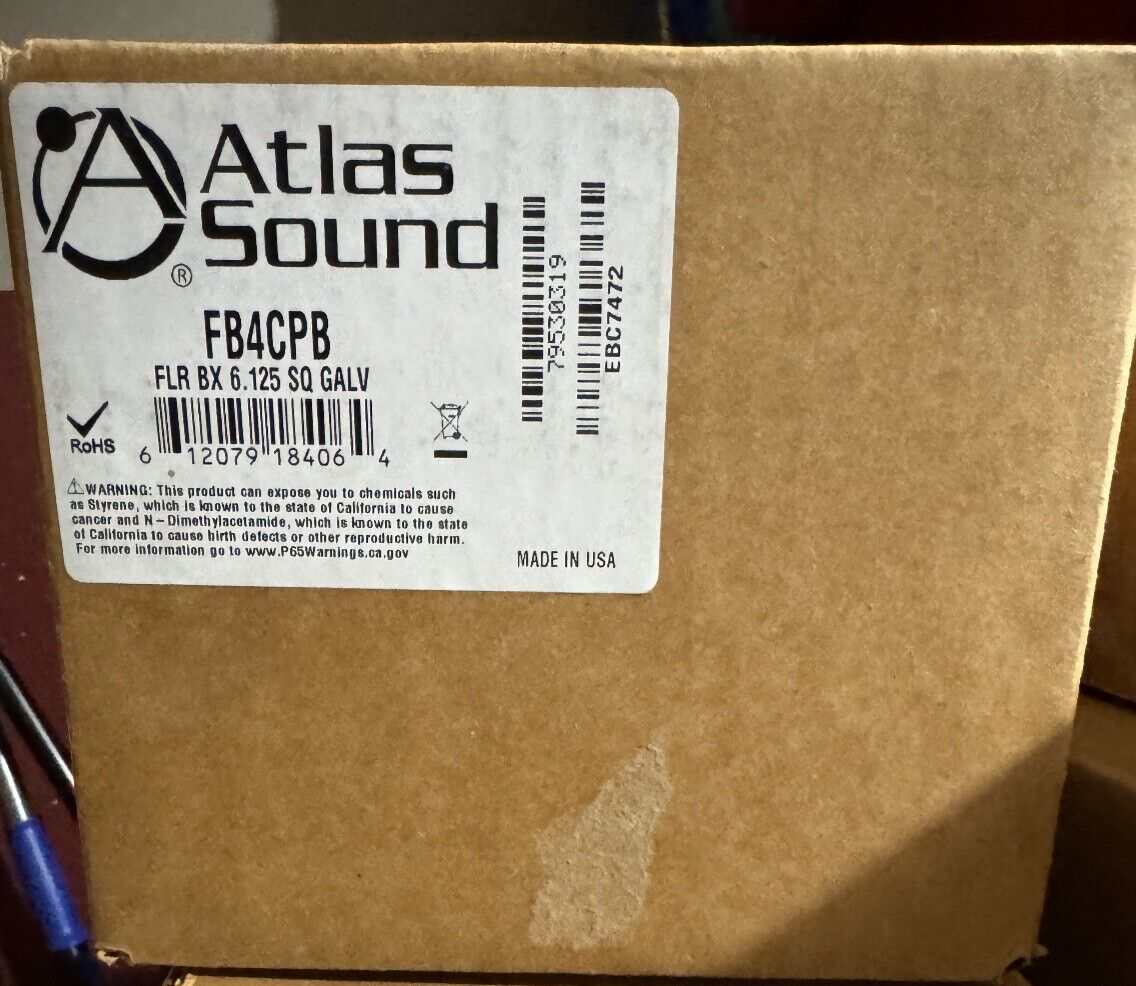 Atlas
Sound
®
FB4CPB
FLR BX 6.125 SQ GALV
RoHS
6 12079 18406 4
⚠WARNING: This product can expose you to chemicals such
as Styrene, which is known to the state of California to cause
cancer and N-Dimethylacetamide, which is known to the state
of California to cause birth defects or other reproductive harm.
For more information go to www.P65Warnings.ca.gov
79530319
EBC7472
MADE IN USA